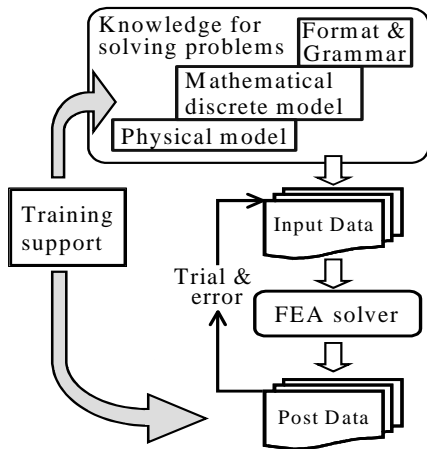 Knowledge for
solving problems
Format &
Grammar
Mathematical
discrete model
Physical model
Training
support
Input Data
Trial &
error
FEA solver
Post Data